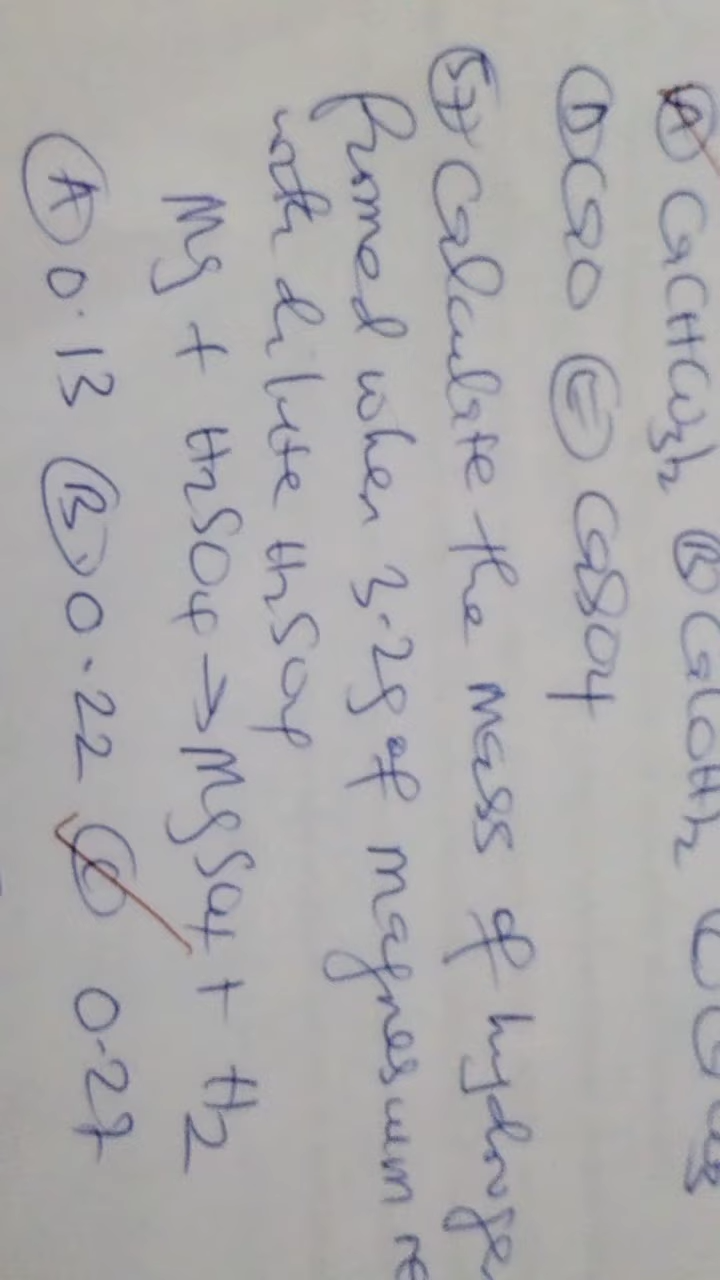 (A) Ca(HCO3)2 (B) Ca(OH)2
(D) CaO (E) CaSO4
(57) Calculate the mass of hydrogen
formed when 3.2g of magnesium
with dilute H2SO4
Mg + H2SO4 → MgSO4 + H2
(A) 0.13 (B) 0.22 (C) 0.27